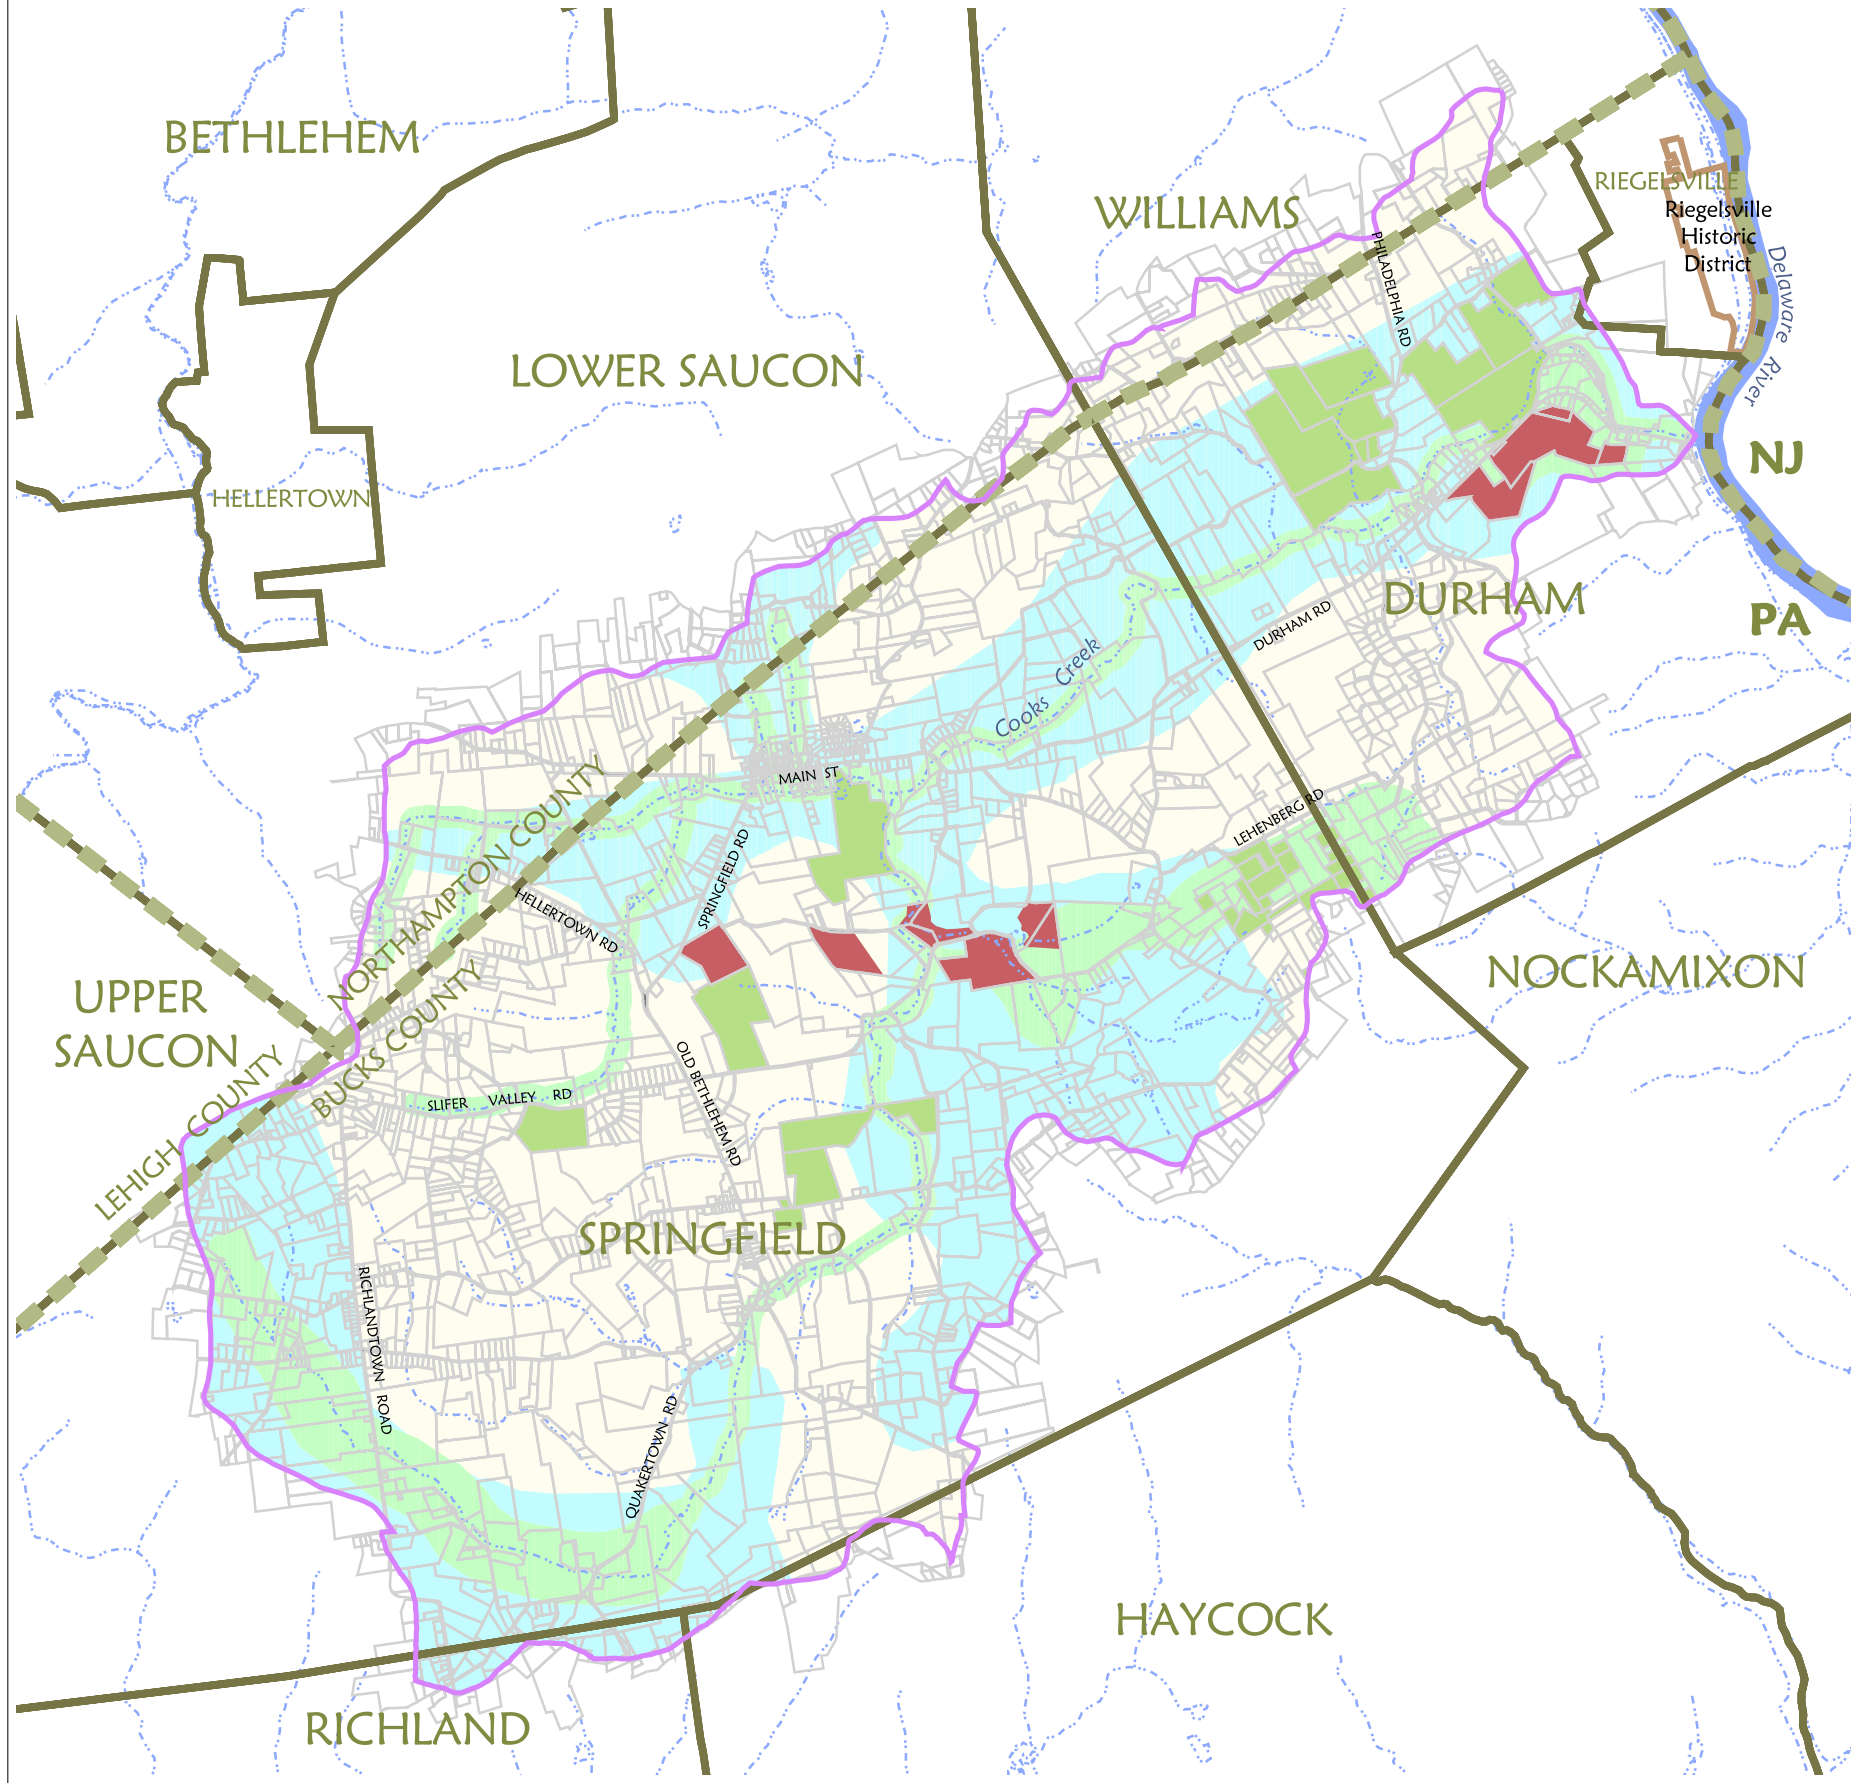 BETHLEHEM
WILLIAMS
RIEGELSVILLE
Riegelsville
Historic
District
PHILADELPHIA RD
Delaware River
LOWER SAUCON
HELLERTOWN
NJ
PA
DURHAM
DURHAM RD
Cooks Creek
MAIN ST
LEHENBERG RD
NORTHAMPTON COUNTY
SPRINGFIELD RD
HELLERTOWN RD
UPPER
SAUCON
NOCKAMIXON
BUCKS COUNTY
LEHIGH COUNTY
SLIFER VALLEY RD
OLD BETHLEHEM RD
SPRINGFIELD
RICHLANDTOWN ROAD
QUAKERTOWN RD
HAYCOCK
RICHLAND